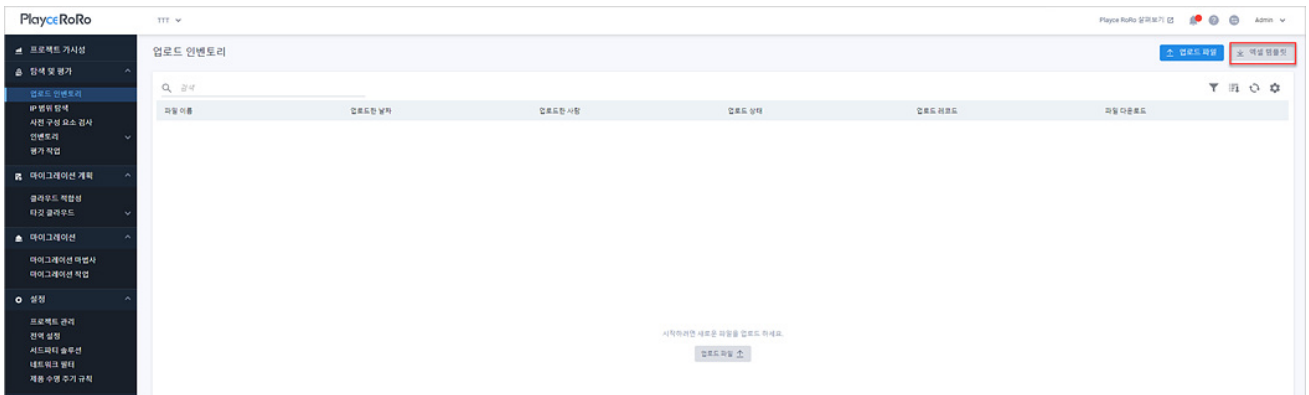 PlayceRoRo
TTT
Playce RoRo 살펴보기
Admin
프로젝트 가시성
탐색 및 평가
업로드 인벤토리
IP 범위 탐색
사전 구성 요소 검사
인벤토리
평가 작업
마이그레이션 계획
클라우드 적합성
타깃 클라우드
마이그레이션
마이그레이션 마법사
마이그레이션 작업
설정
프로젝트 관리
전역 설정
서드파티 솔루션
네트워크 필터
제품 수명 주기 규칙
업로드 인벤토리
업로드 파일
엑셀 템플릿
검색
파일 이름 업로드한 날짜 업로드한 사람 업로드 상태 업로드 레코드 파일 다운로드
시작하려면 새로운 파일을 업로드 하세요.
업로드 파일